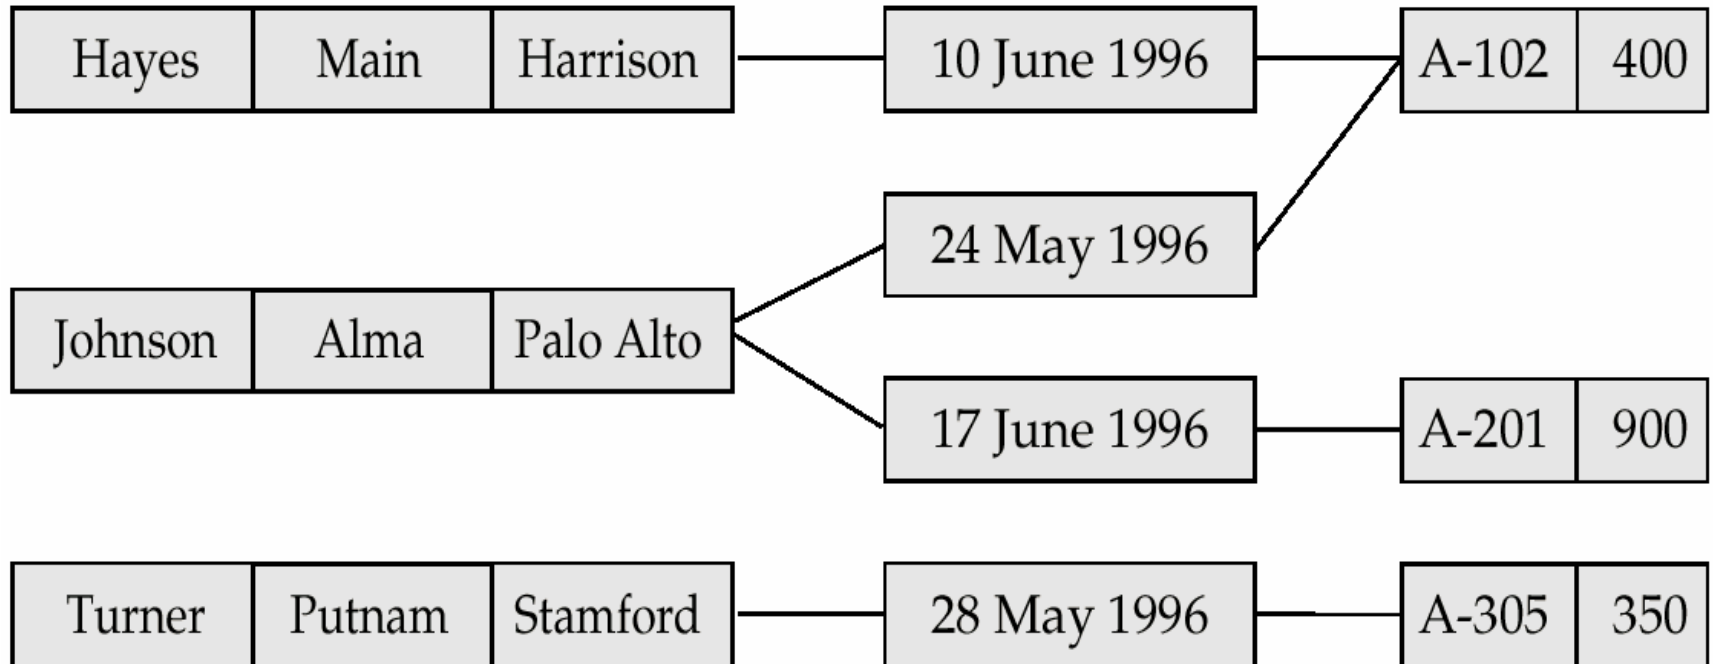 Hayes Main Harrison 10 June 1996 A-102 400
24 May 1996
Johnson Alma Palo Alto
17 June 1996 A-201 900
Turner Putnam Stamford 28 May 1996 A-305 350